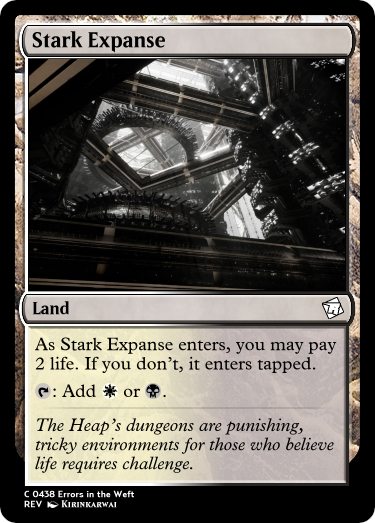 Stark Expanse
Land
As Stark Expanse enters, you may pay
2 life. If you don't, it enters tapped.
: Add or .
The Heap's dungeons are punishing,
tricky environments for those who believe
life requires challenge.
C 0438 Errors in the Weft
REV Kirinkarwai